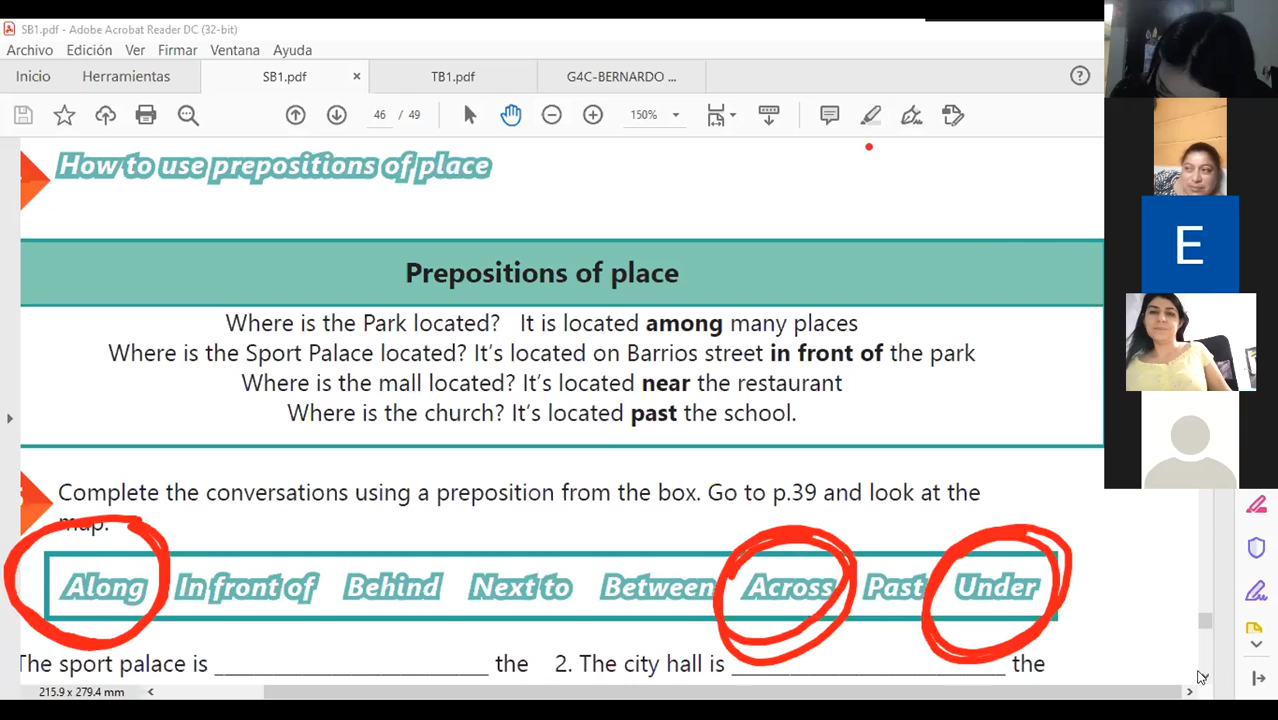 SB1.pdf - Adobe Acrobat Reader DC (32-bit)
Archivo Edición Ver Firmar Ventana Ayuda
Inicio Herramientas SB1.pdf × TB1.pdf G4C-BERNARDO ...
46 / 49 150%
How to use prepositions of place
Prepositions of place
Where is the Park located? It is located among many places
Where is the Sport Palace located? It's located on Barrios street in front of the park
Where is the mall located? It's located near the restaurant
Where is the church? It's located past the school.
Complete the conversations using a preposition from the box. Go to p.39 and look at the
map.
Along In front of Behind Next to Between Across Past Under
The sport palace is ___________________________ the 2. The city hall is ___________________________ the
215.9 x 279.4 mm
E